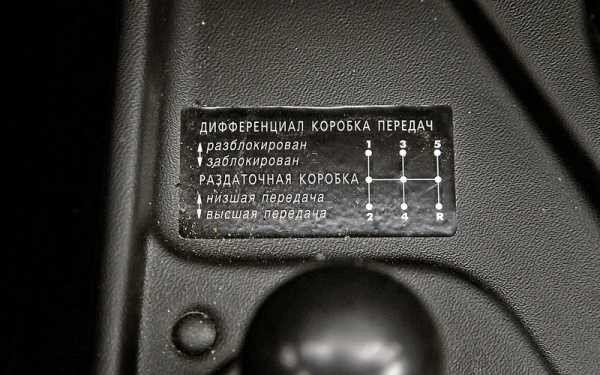 ДИФФЕРЕНЦИАЛ КОРОБКА ПЕРЕДАЧ
разблокирован 1 3 5
заблокирован
РАЗДАТОЧНАЯ КОРОБКА
низшая передача
высшая передача 2 4 R